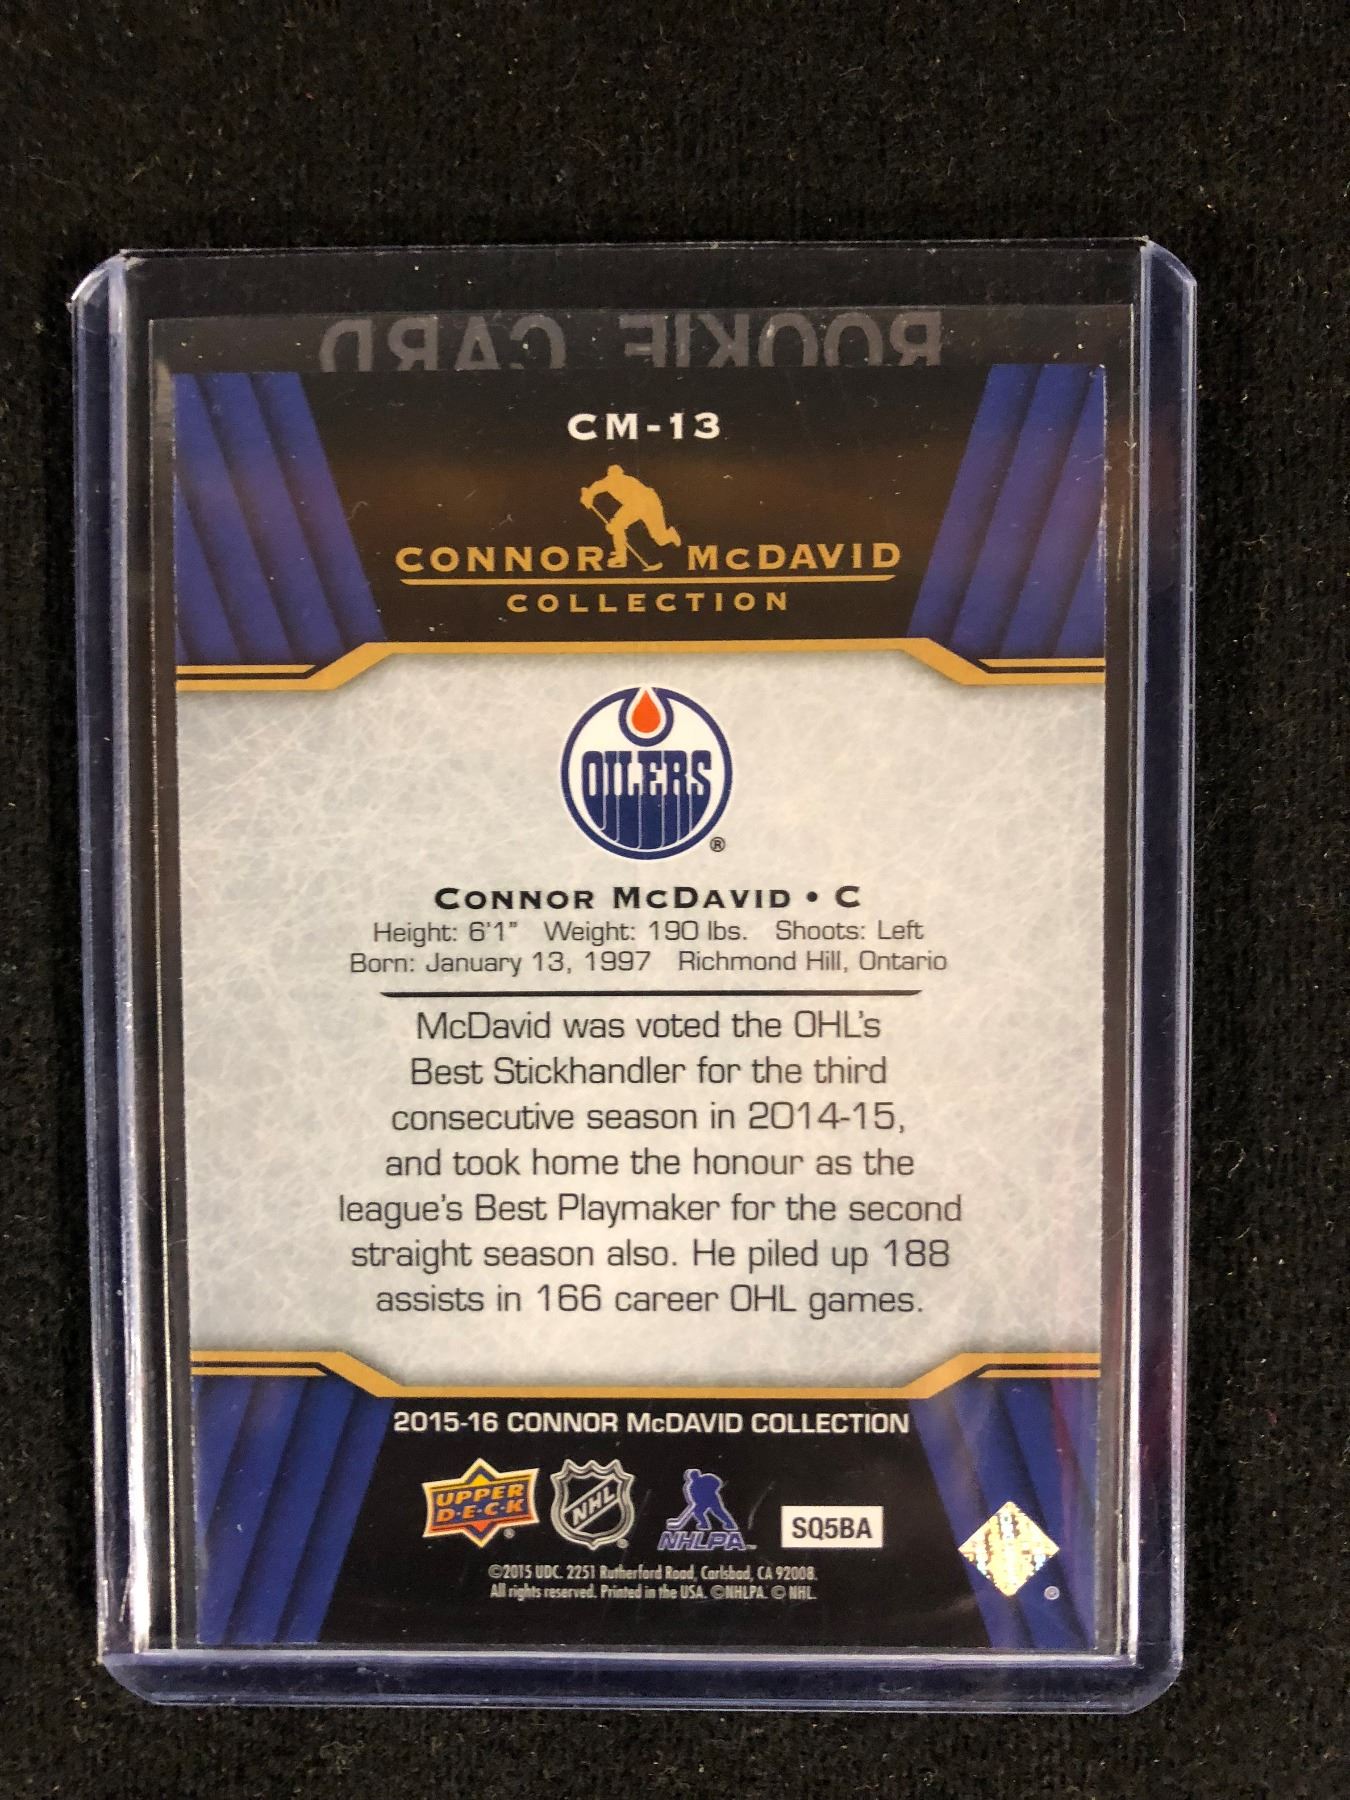 ROOKIE CARD
CM-13
CONNOR McDAVID
COLLECTION
OILERS
®
CONNOR McDAVID • C
Height: 6'1" Weight: 190 lbs. Shoots: Left
Born: January 13, 1997 Richmond Hill, Ontario
McDavid was voted the OHL's
Best Stickhandler for the third
consecutive season in 2014-15,
and took home the honour as the
league's Best Playmaker for the second
straight season also. He piled up 188
assists in 166 career OHL games.
2015-16 CONNOR McDAVID COLLECTION
UPPER
D·E·C·K
NHL
NHLPA
SQ5BA
©2015 UDC. 2251 Rutherford Road, Carlsbad, CA 92008.
All rights reserved. Printed in the USA. ©NHLPA. © NHL.